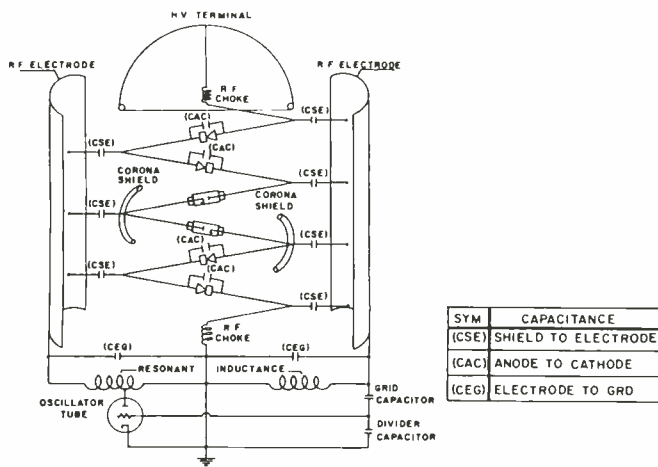 HV TERMINAL
RF ELECTRODE
RF ELECTRODE
RF
CHOKE
(CAC)
(CSE)
(CSE)
(CAC)
(CSE)
CORONA
SHIELD
CORONA
SHIELD
(CSE)
(CAC)
(CSE)
(CAC)
(CSE)
(CSE)
RF
CHOKE
(CEG)
(CEG)
RESONANT
INDUCTANCE
GRID
CAPACITOR
OSCILLATOR
TUBE
DIVIDER
CAPACITOR
SYM CAPACITANCE
(CSE) SHIELD TO ELECTRODE
(CAC) ANODE TO CATHODE
(CEG) ELECTRODE TO GRD